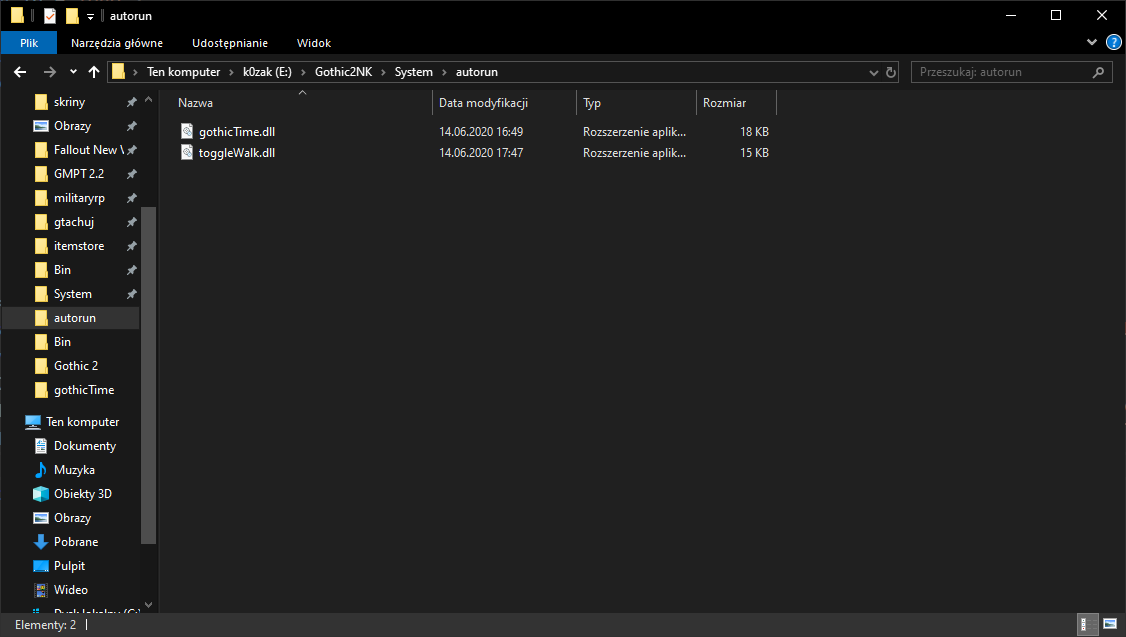 autorun
Plik Narzędzia główne Udostępnianie Widok
Ten komputer k0zak (E:) Gothic2NK System autorun
Przeszukaj: autorun
Nazwa Data modyfikacji Typ Rozmiar
gothicTime.dll 14.06.2020 16:49 Rozszerzenie aplik... 18 KB
toggleWalk.dll 14.06.2020 17:47 Rozszerzenie aplik... 15 KB
skriny
Obrazy
Fallout New
GMPT 2.2
militaryrp
gtachuj
itemstore
Bin
System
autorun
Bin
Gothic 2
gothicTime
Ten komputer
Dokumenty
Muzyka
Obiekty 3D
Obrazy
Pobrane
Pulpit
Wideo
Dysk lokalny (C:)
Elementy: 2